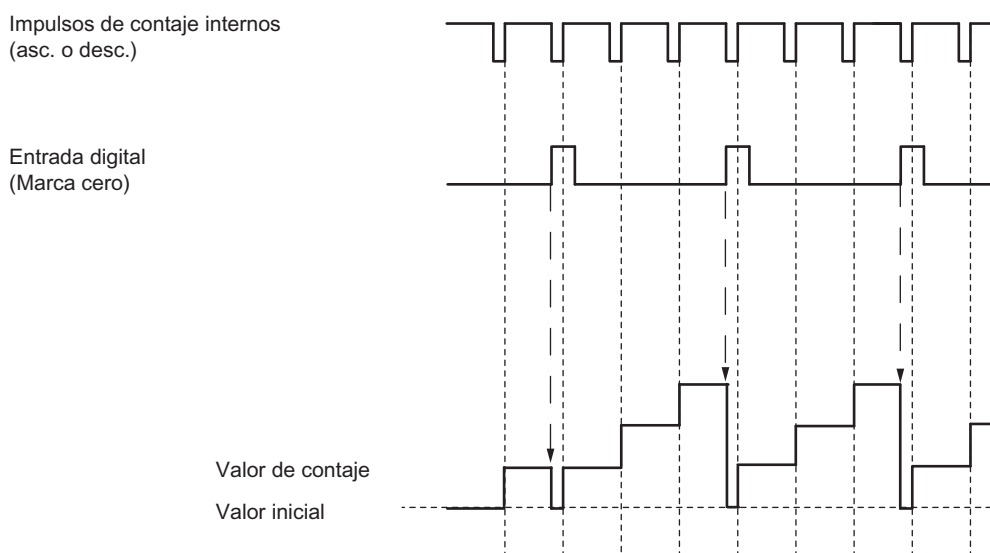 Impulsos de contaje internos
(asc. o desc.)
Entrada digital
(Marca cero)
Valor de contaje
Valor inicial